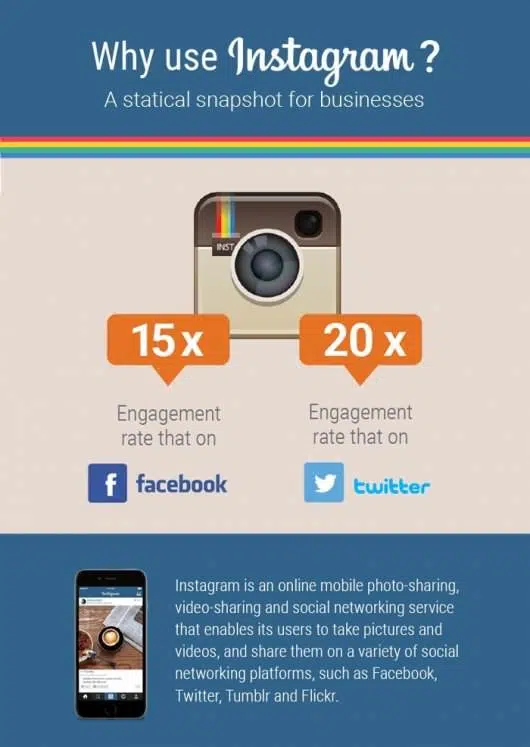 Why use Instagram?
A statical snapshot for businesses
INST
15x
20 x
Engagement
rate that on
Engagement
rate that on
f facebook
twitter
Instagram is an online mobile photo-sharing,
video-sharing and social networking service
that enables its users to take pictures and
videos, and share them on a variety of social
networking platforms, such as Facebook,
Twitter, Tumblr and Flickr.
Instagram